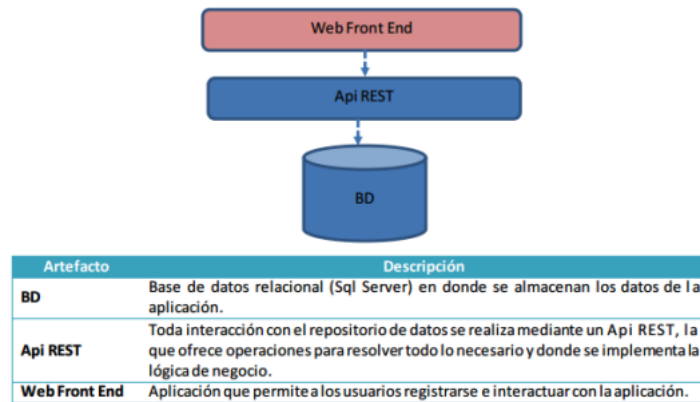 Web Front End
Api REST
BD
Artefacto Descripción
BD Base de datos relacional (Sql Server) en donde se almacenan los datos de la
aplicación.
Api REST Toda interacción con el repositorio de datos se realiza mediante un Api REST, la
que ofrece operaciones para resolver todo lo necesario y donde se implementa la
lógica de negocio.
Web Front End Aplicación que permite a los usuarios registrarse e interactuar con la aplicación.